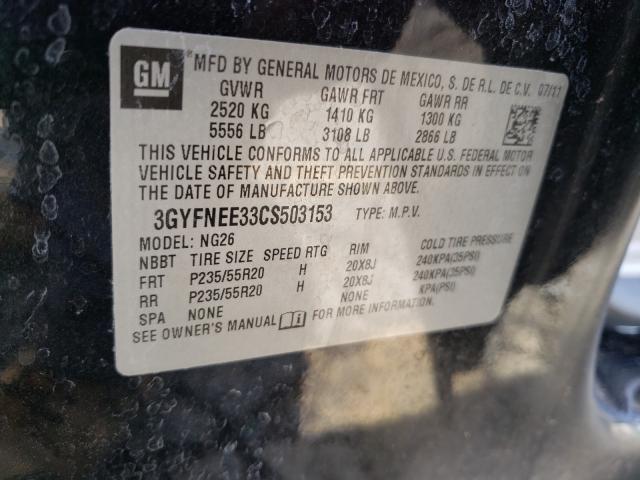 GM
MFD BY GENERAL MOTORS DE MEXICO, S. DE R.L. DE C.V. 07/11
GVWR GAWR FRT GAWR RR
2520 KG 1410 KG 1300 KG
5556 LB 3108 LB 2866 LB
THIS VEHICLE CONFORMS TO ALL APPLICABLE U.S. FEDERAL MOTOR
VEHICLE SAFETY AND THEFT PREVENTION STANDARDS IN EFFECT ON
THE DATE OF MANUFACTURE SHOWN ABOVE.
3GYFNEE33CS503153 TYPE: M.P.V.
MODEL: NG26
NBBT TIRE SIZE SPEED RTG RIM COLD TIRE PRESSURE
FRT P235/55R20 H 20X8J 240KPA(35PSI)
RR P235/55R20 H 20X8J 240KPA(35PSI)
SPA NONE NONE KPA(PSI)
SEE OWNER'S MANUAL FOR MORE INFORMATION.